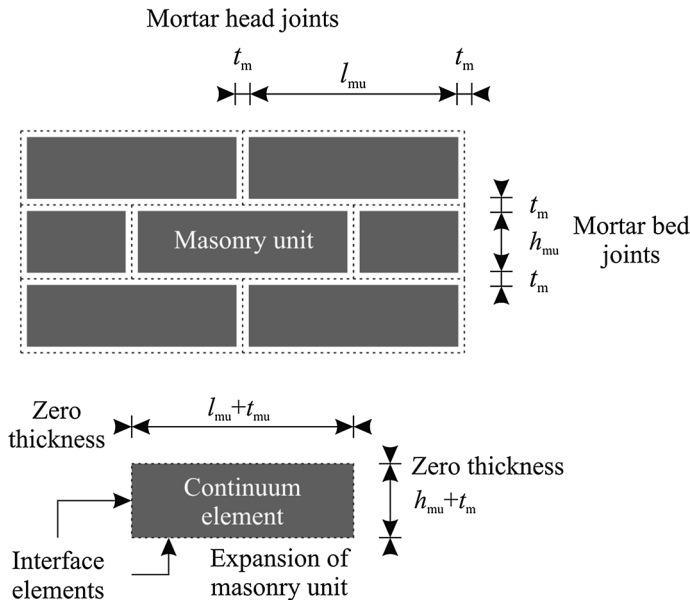 Mortar head joints
tm
lmu
tm
tm
hmu
tm
Mortar bed
joints
Masonry unit
Zero
thickness
lmu+tmu
Zero thickness
hmu+tm
Continuum
element
Interface
elements
Expansion of
masonry unit